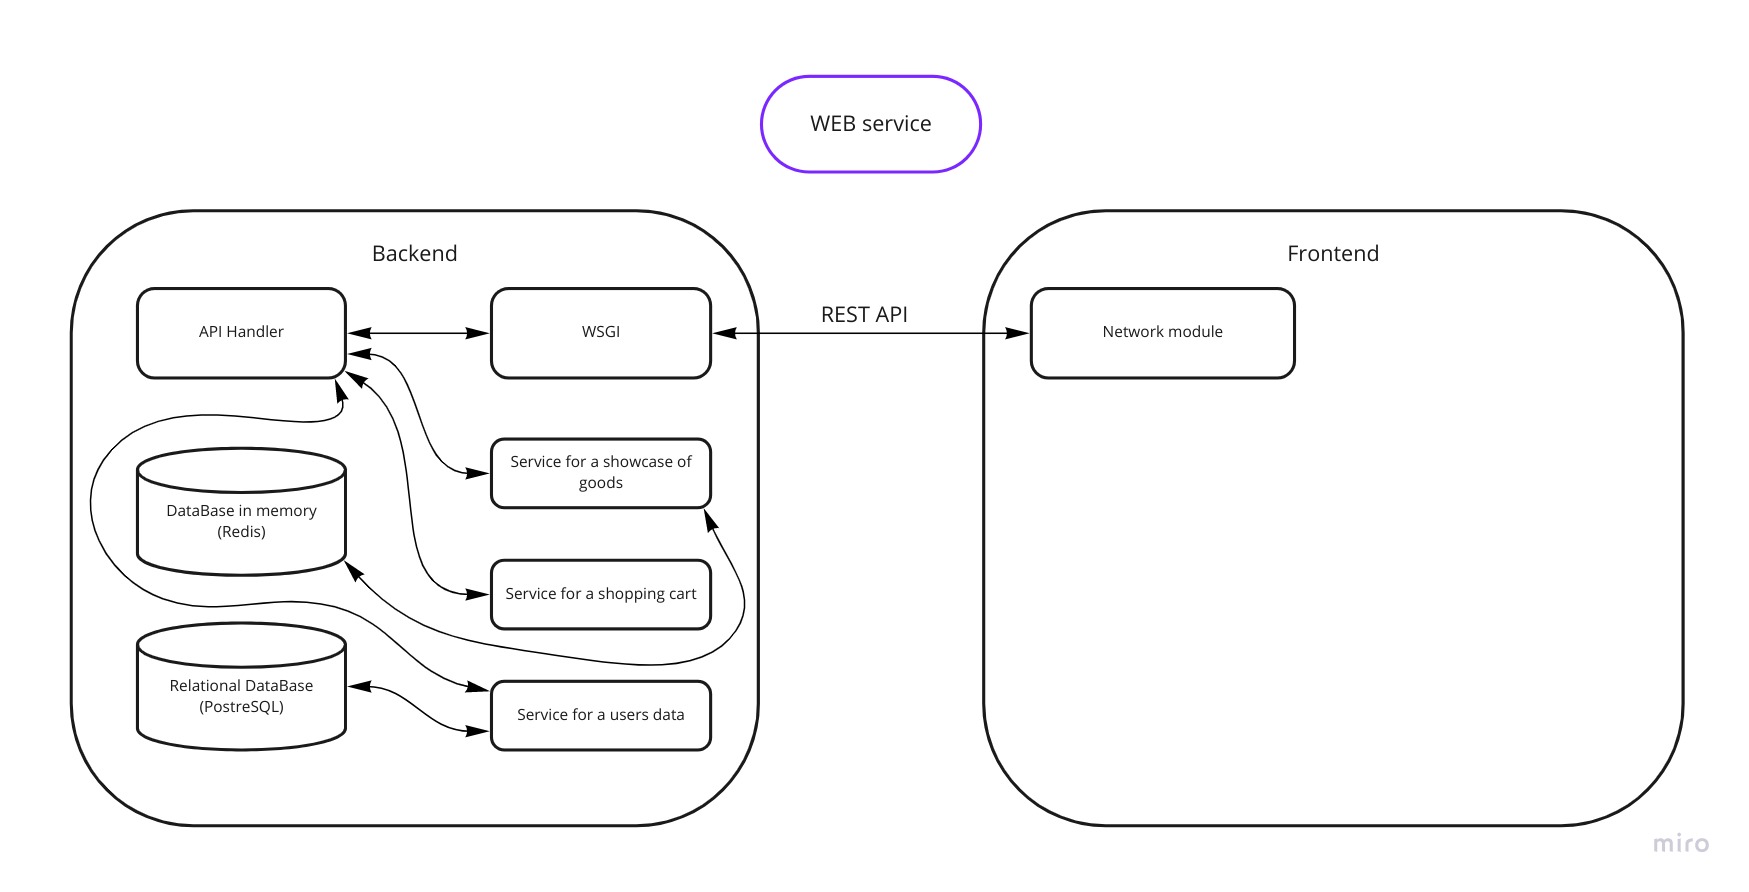 WEB service
Backend
Frontend
API Handler
WSGI
REST API
Network module
Service for a showcase of
goods
DataBase in memory
(Redis)
Service for a shopping cart
Relational DataBase
(PostreSQL)
Service for a users data
miro